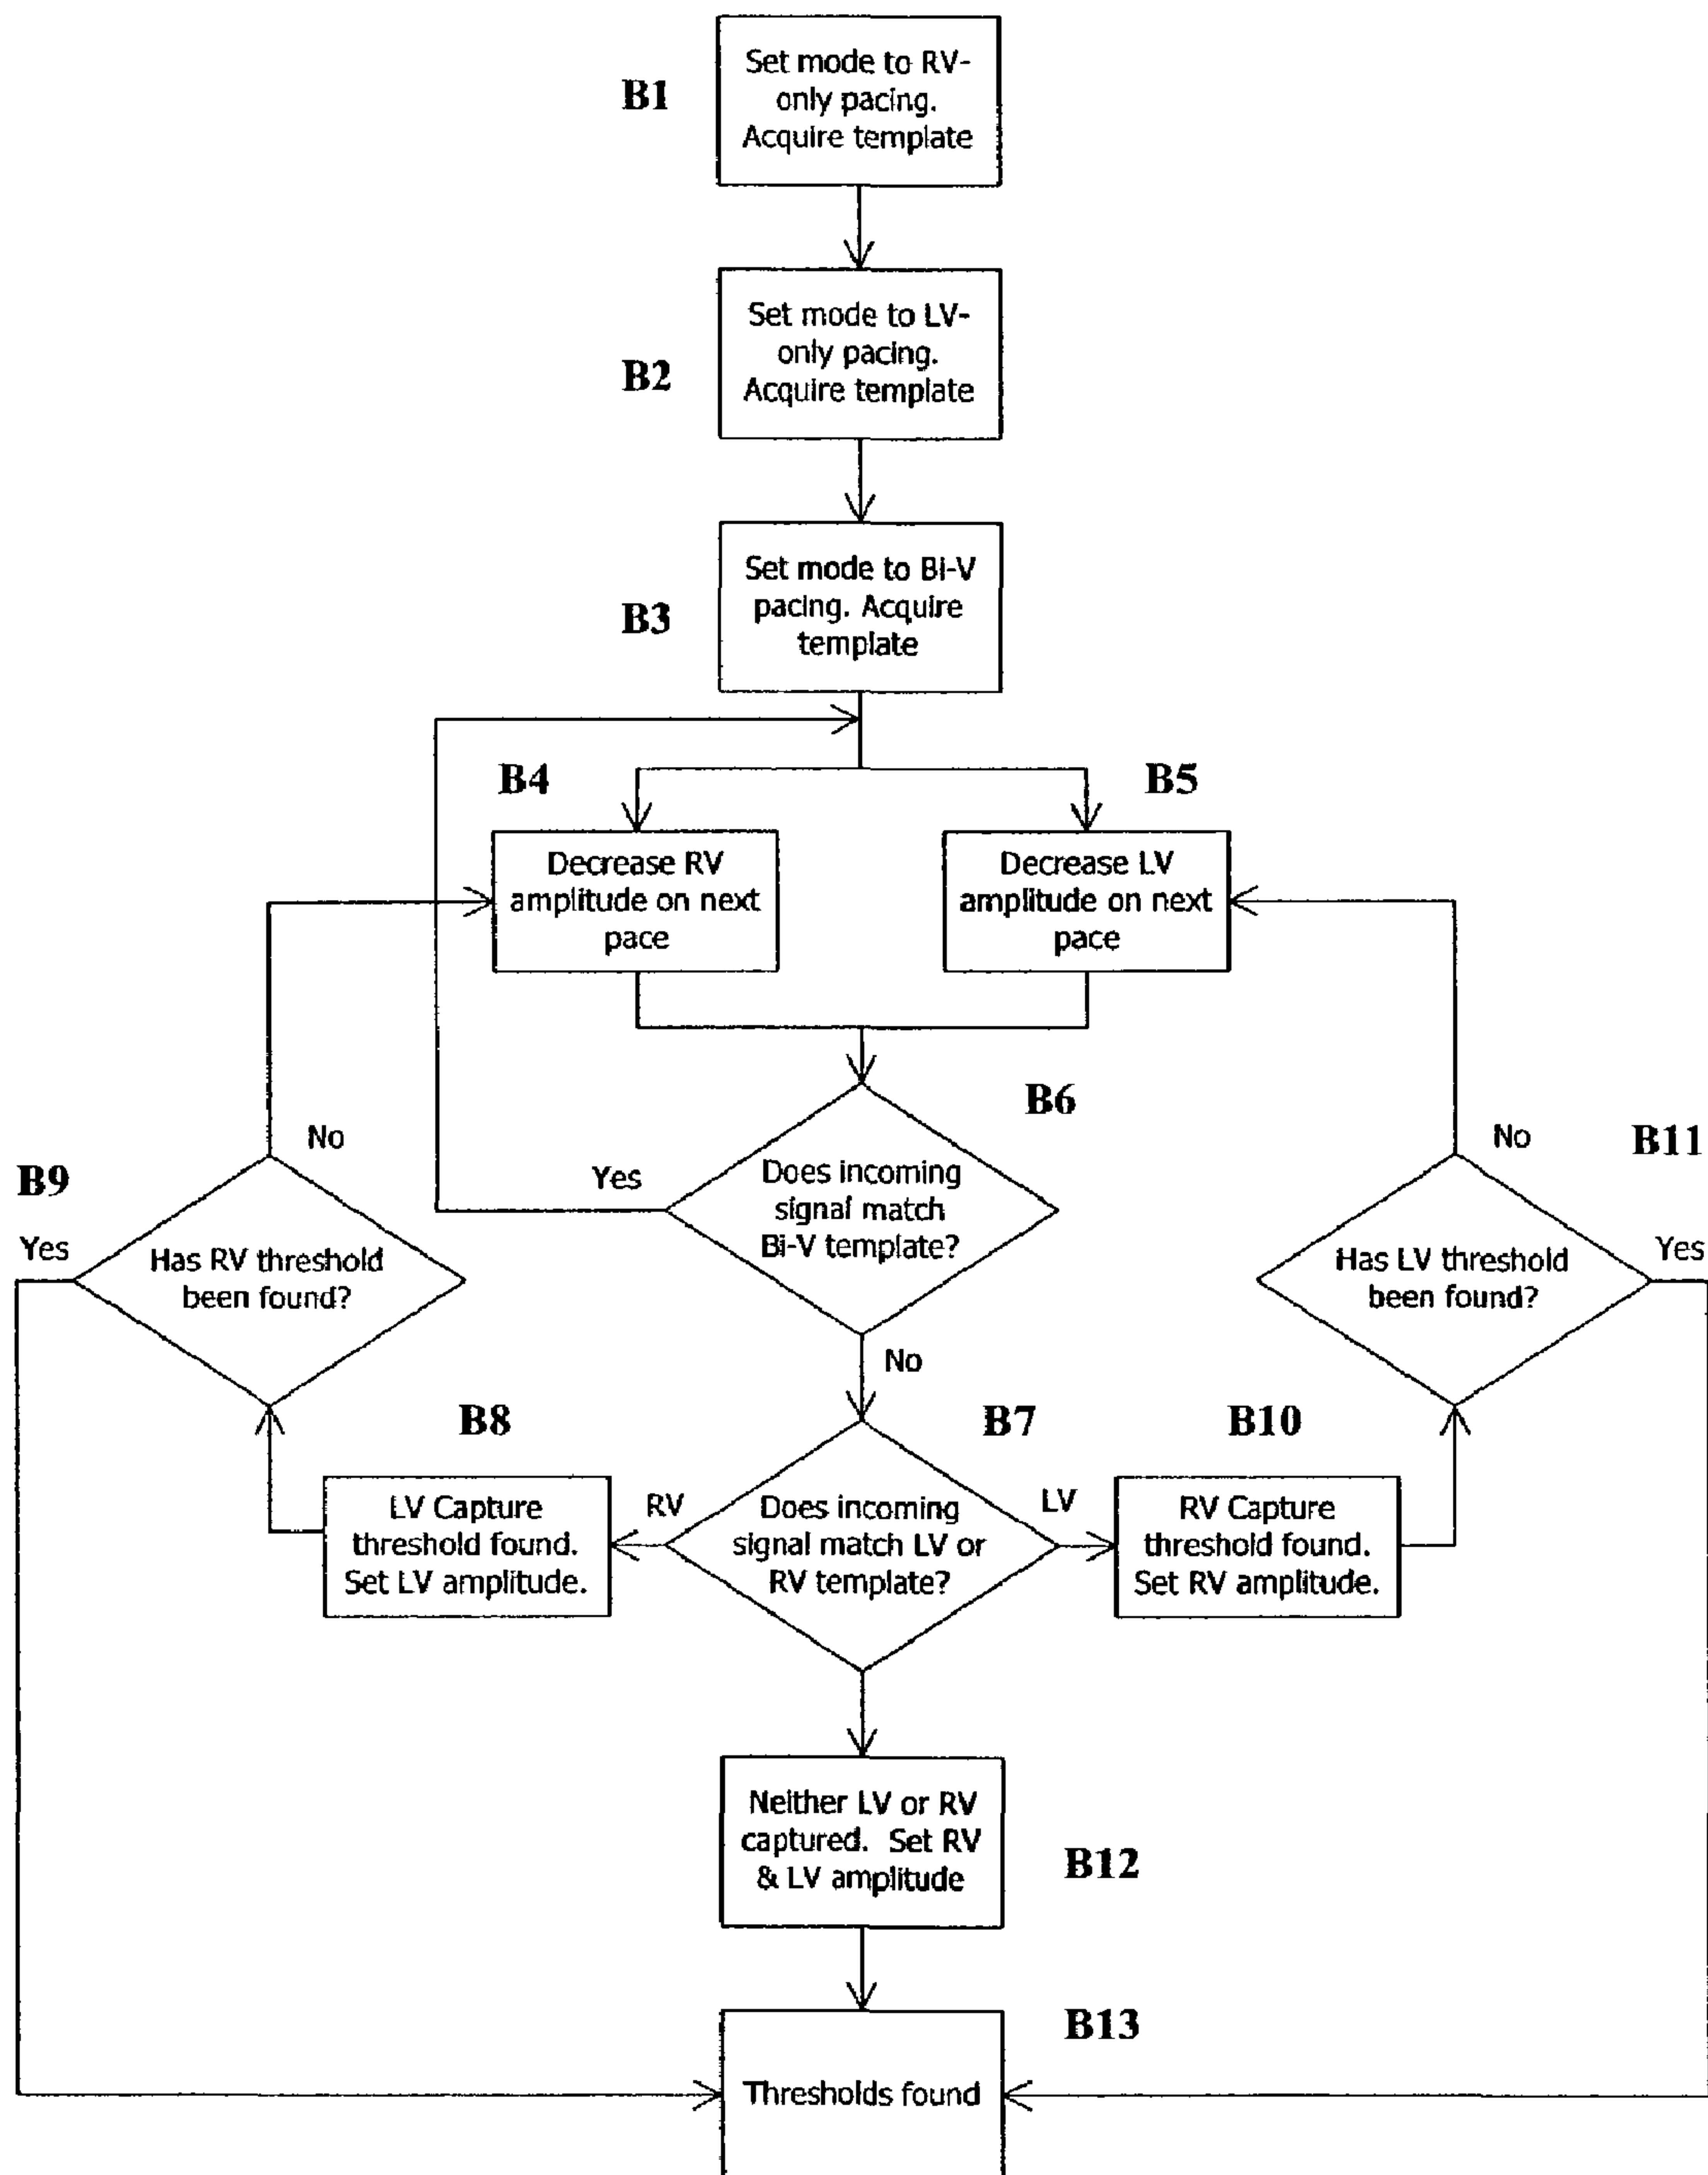 B1
Set mode to RV-
only pacing.
Acquire template
B2
Set mode to LV-
only pacing.
Acquire template
B3
Set mode to Bi-V
pacing. Acquire
template
B4
Decrease RV
amplitude on next
pace
B5
Decrease LV
amplitude on next
pace
B6
Does incoming
signal match
Bi-V template?
Yes
No
B9
No
Yes
Has RV threshold
been found?
B11
No
Yes
Has LV threshold
been found?
B8
LV Capture
threshold found.
Set LV amplitude.
RV
B7
Does incoming
signal match LV or
RV template?
LV
B10
RV Capture
threshold found.
Set RV amplitude.
Neither LV or RV
captured. Set RV
& LV amplitude
B12
B13
Thresholds found